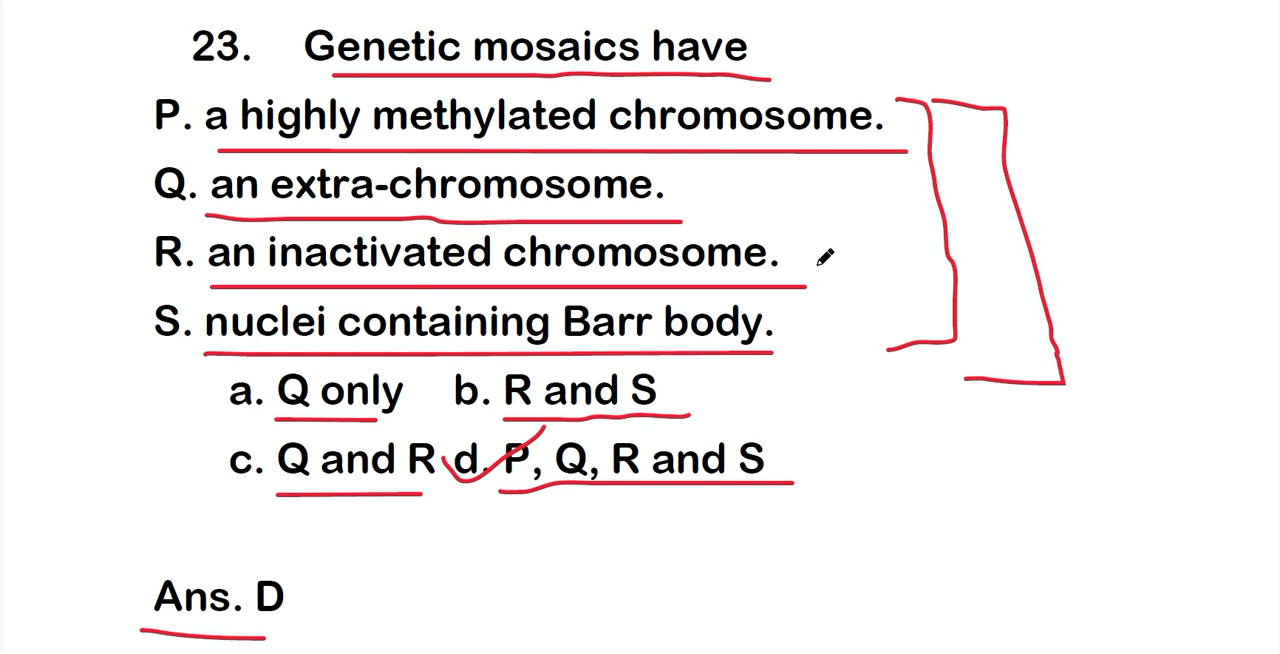 23. Genetic mosaics have
P. a highly methylated chromosome.
Q. an extra-chromosome.
R. an inactivated chromosome.
S. nuclei containing Barr body.
a. Q only b. R and S
c. Q and R d. P, Q, R and S
Ans. D